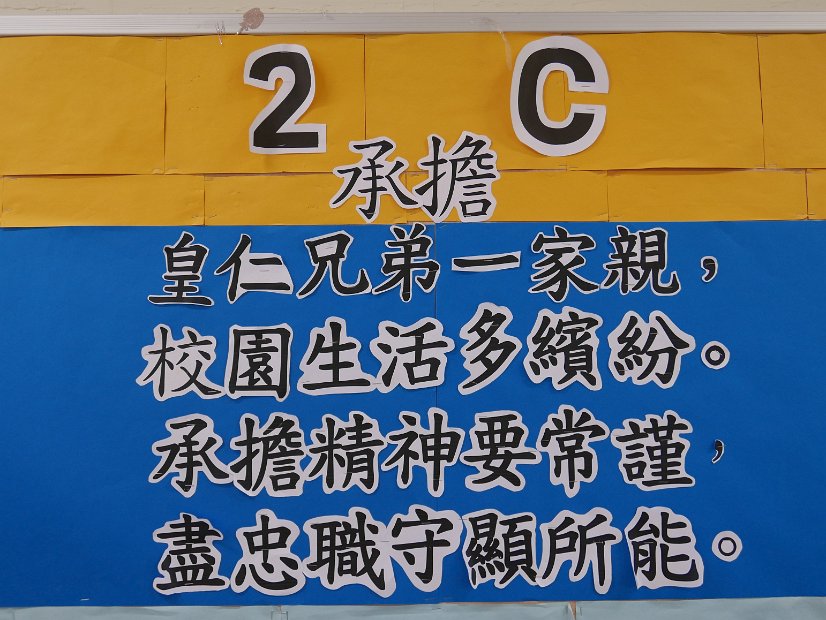 2 C
承擔
皇仁兄弟一家親，
校園生活多繽紛。
承擔精神要常謹，
盡忠職守顯所能。